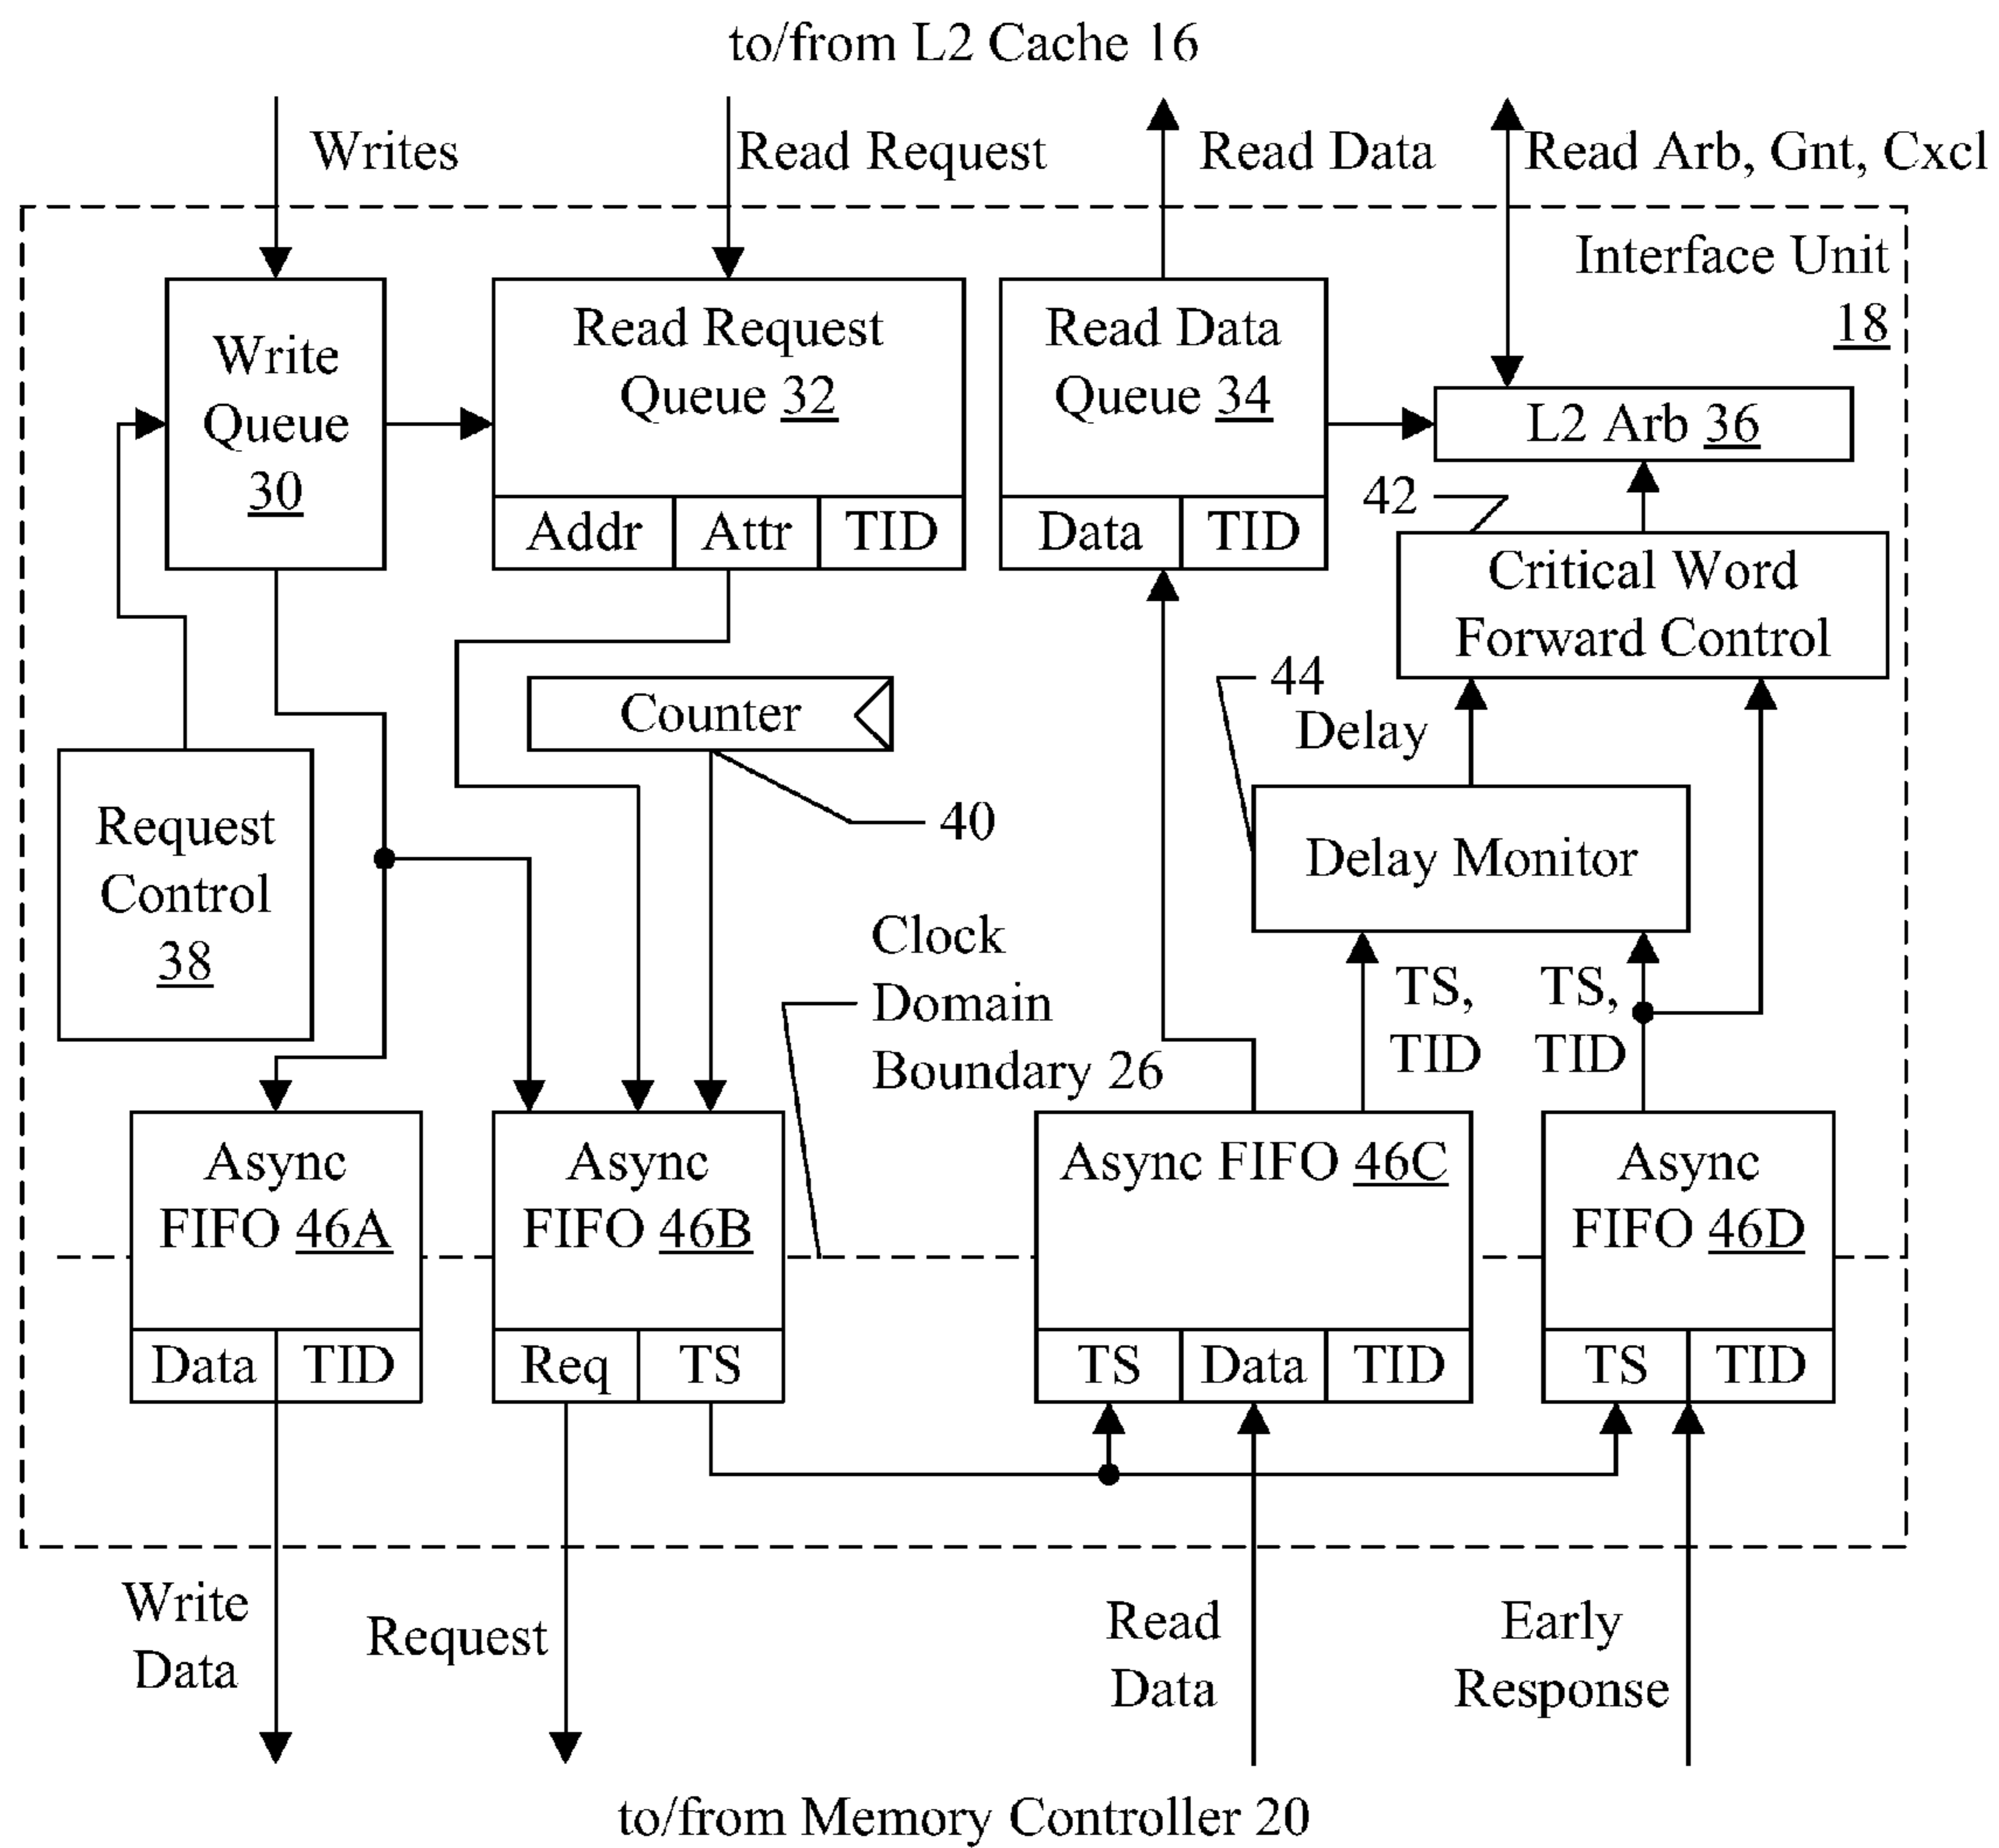 to/from L2 Cache 16
Writes
Read Request
Read Data
Read Arb, Gnt, Cxcl
Interface Unit
18
Write
Queue
30
Read Request
Queue 32
Addr
Attr
TID
Read Data
Queue 34
Data
TID
L2 Arb 36
42
Critical Word
Forward Control
44
Delay
Counter
40
Request
Control
38
Delay Monitor
Clock
Domain
Boundary 26
TS,
TID
TS,
TID
Async
FIFO 46A
Data
TID
Async
FIFO 46B
Req
TS
Async FIFO 46C
TS
Data
TID
Async
FIFO 46D
TS
TID
Write
Data
Request
Read
Data
Early
Response
to/from Memory Controller 20